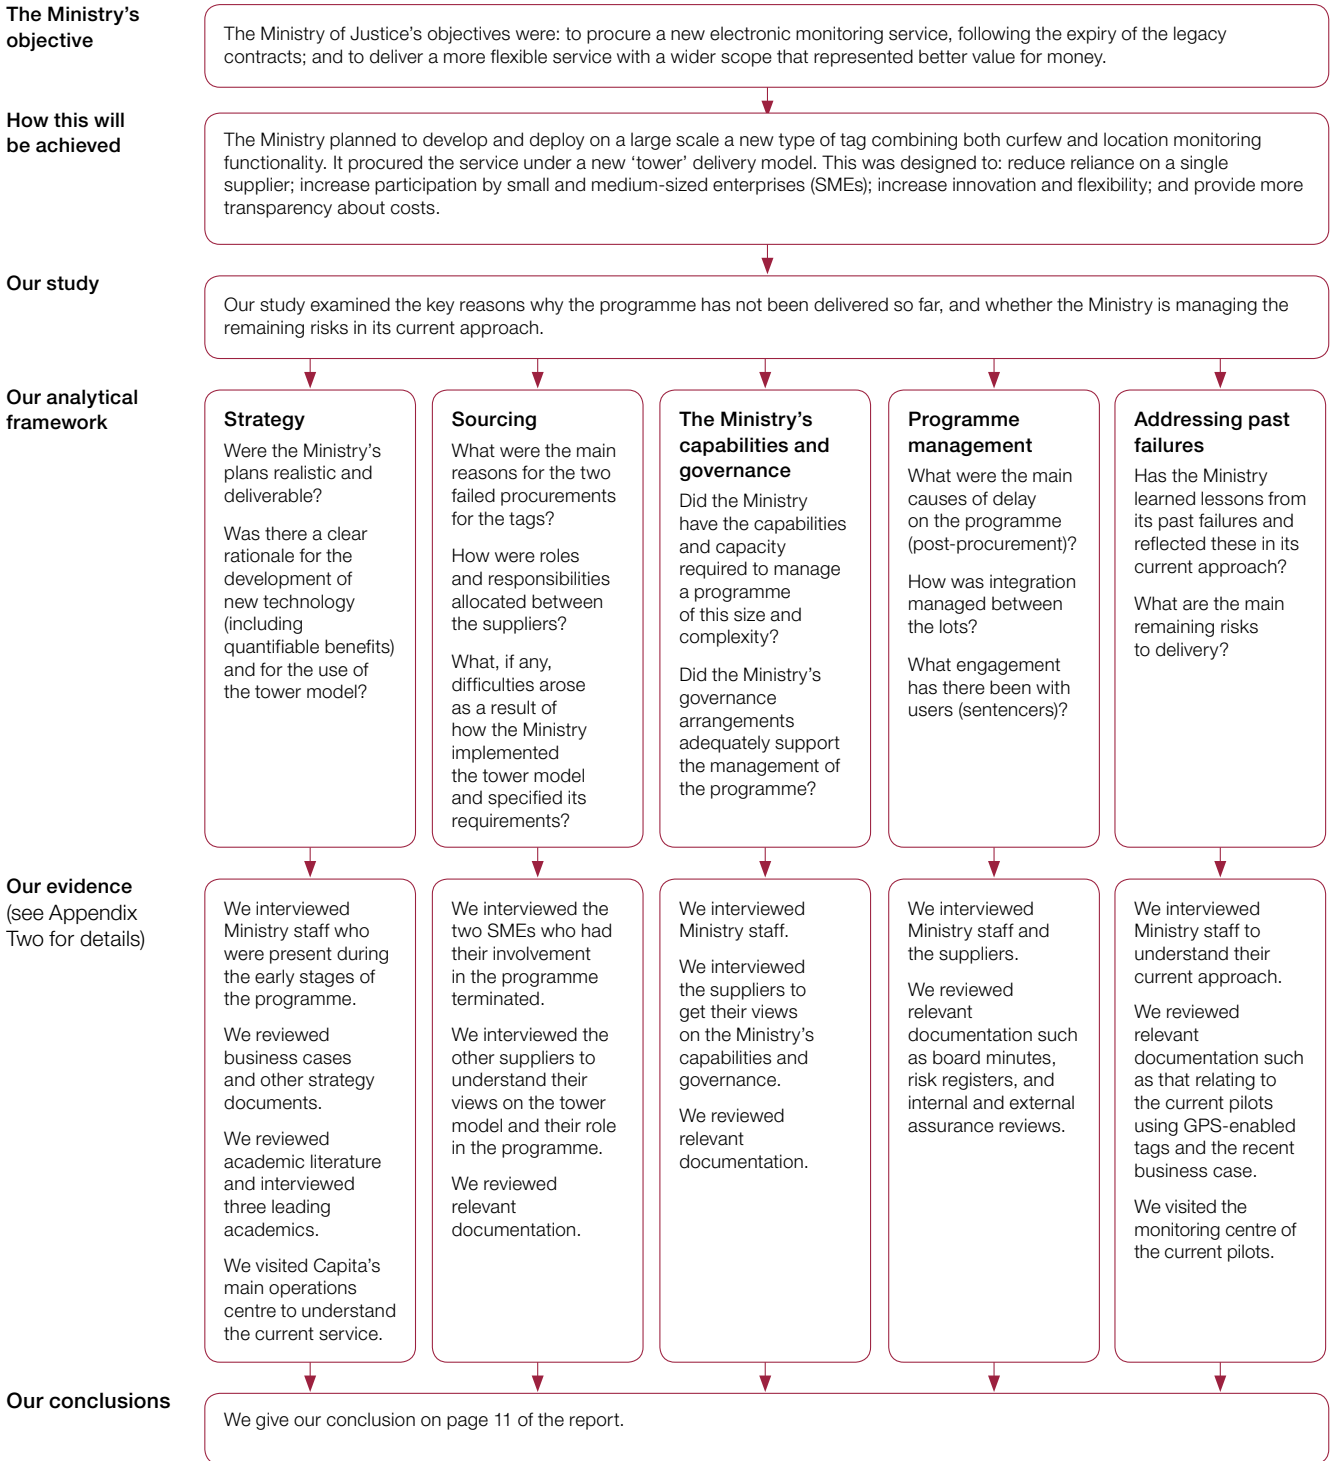 The Ministry's
objective
The Ministry of Justice's objectives were: to procure a new electronic monitoring service, following the expiry of the legacy
contracts; and to deliver a more flexible service with a wider scope that represented better value for money.
How this will
be achieved
The Ministry planned to develop and deploy on a large scale a new type of tag combining both curfew and location monitoring
functionality. It procured the service under a new ‘tower’ delivery model. This was designed to: reduce reliance on a single
supplier; increase participation by small and medium-sized enterprises (SMEs); increase innovation and flexibility; and provide more
transparency about costs.
Our study
Our study examined the key reasons why the programme has not been delivered so far, and whether the Ministry is managing the
remaining risks in its current approach.
Our analytical
framework
Strategy
Were the Ministry's
plans realistic and
deliverable?
Was there a clear
rationale for the
development of
new technology
(including
quantifiable benefits)
and for the use of
the tower model?
Sourcing
What were the main
reasons for the two
failed procurements
for the tags?
How were roles
and responsibilities
allocated between
the suppliers?
What, if any,
difficulties arose
as a result of
how the Ministry
implemented
the tower model
and specified its
requirements?
The Ministry's
capabilities and
governance
Did the Ministry
have the capabilities
and capacity
required to manage
a programme
of this size and
complexity?
Did the Ministry's
governance
arrangements
adequately support
the management of
the programme?
Programme
management
What were the main
causes of delay
on the programme
(post-procurement)?
How was integration
managed between
the lots?
What engagement
has there been with
users (sentencers)?
Addressing past
failures
Has the Ministry
learned lessons from
its past failures and
reflected these in its
current approach?
What are the main
remaining risks
to delivery?
Our evidence
(see Appendix
Two for details)
We interviewed
Ministry staff who
were present during
the early stages of
the programme.
We reviewed
business cases
and other strategy
documents.
We reviewed
academic literature
and interviewed
three leading
academics.
We visited Capita's
main operations
centre to understand
the current service.
We interviewed the
two SMEs who had
their involvement
in the programme
terminated.
We interviewed the
other suppliers to
understand their
views on the tower
model and their role
in the programme.
We reviewed
relevant
documentation.
We interviewed
Ministry staff.
We interviewed
the suppliers to
get their views
on the Ministry's
capabilities and
governance.
We reviewed
relevant
documentation.
We interviewed
Ministry staff and
the suppliers.
We reviewed
relevant
documentation such
as board minutes,
risk registers, and
internal and external
assurance reviews.
We interviewed
Ministry staff to
understand their
current approach.
We reviewed
relevant
documentation such
as that relating to
the current pilots
using GPS-enabled
tags and the recent
business case.
We visited the
monitoring centre of
the current pilots.
Our conclusions
We give our conclusion on page 11 of the report.